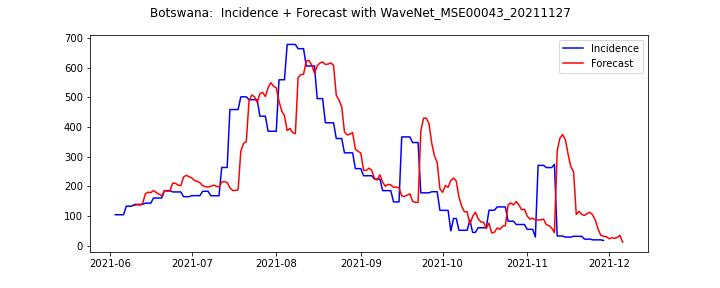 Botswana:  Incidence + Forecast with WaveNet_MSE00043_20211127
700
600
500
400
300
200
100
0
Incidence
Forecast
2021-06 2021-07 2021-08 2021-09 2021-10 2021-11 2021-12